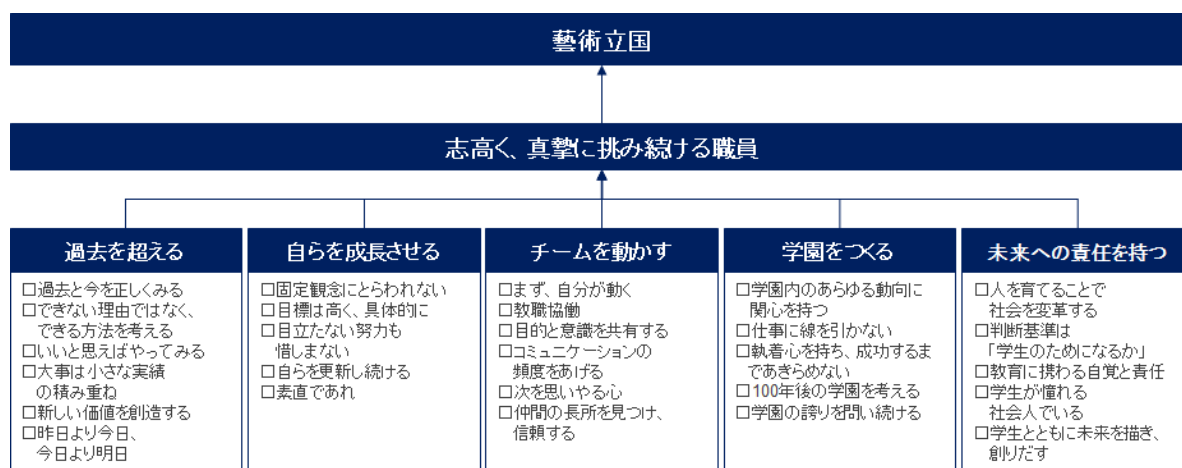 藝術立国
志高く、真摯に挑み続ける職員
過去を超える
□過去と今を正しくみる
□できない理由ではなく、
できる方法を考える
□いいと思えばやってみる
□大事は小さな実績
の積み重ね
□新しい価値を創造する
□昨日より今日、
今日より明日
自らを成長させる
□固定観念にとらわれない
□目標は高く、具体的に
□目立たない努力も
惜しまない
□自らを更新し続ける
□素直であれ
チームを動かす
□まず、自分が動く
□教職協働
□目的と意識を共有する
□コミュニケーションの
頻度をあげる
□次を思いやる心
□仲間の長所を見つけ、
信頼する
学園をつくる
□学園内のあらゆる動向に
関心を持つ
□仕事に線を引かない
□執着心を持ち、成功するま
であきらめない
□100年後の学園を考える
□学園の誇りを問い続ける
未来への責任を持つ
□人を育てることで
社会を変革する
□判断基準は
「学生のためになるか」
□教育に携わる自覚と責任
□学生が憧れる
社会人でいる
□学生とともに未来を描き、
創りだす